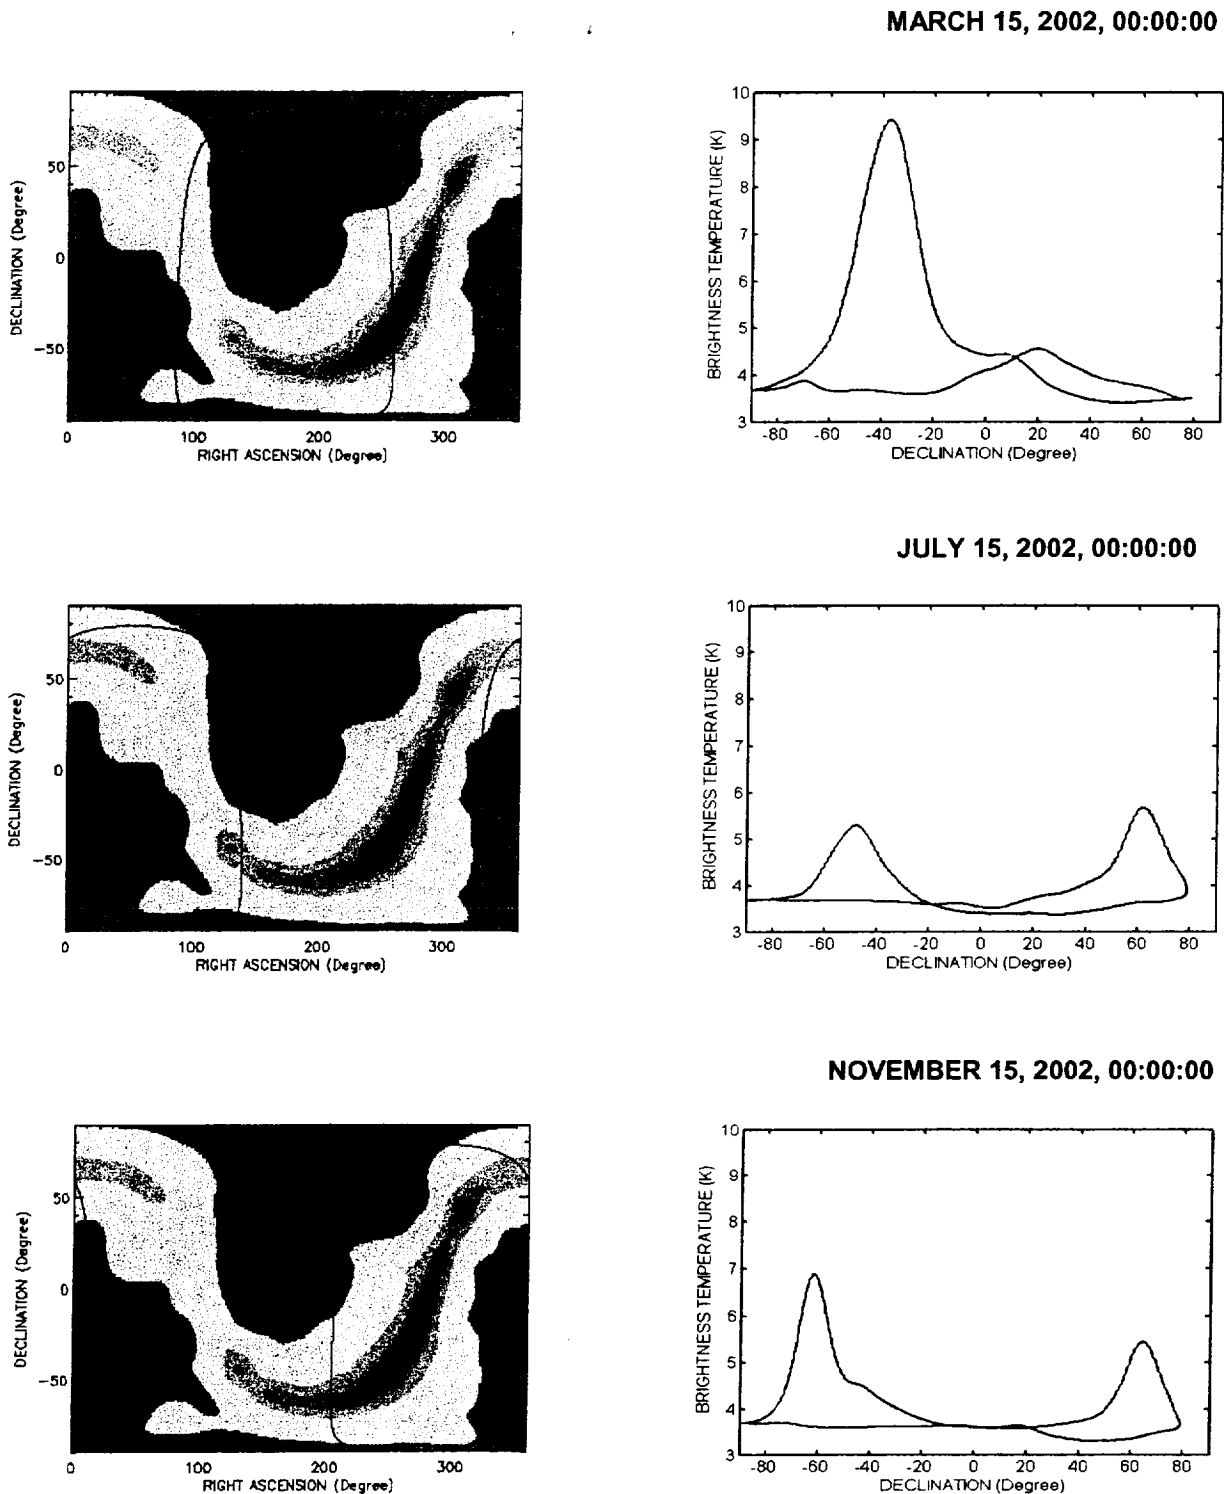 MARCH 15, 2002, 00:00:00
DECLINATION (Degree)
50
0
-50
0 100 200 300
RIGHT ASCENSION (Degree)
BRIGHTNESS TEMPERATURE (K)
10
9
8
7
6
5
4
3
-80 -60 -40 -20 0 20 40 60 80
DECLINATION (Degree)
JULY 15, 2002, 00:00:00
DECLINATION (Degree)
50
0
-50
0 100 200 300
RIGHT ASCENSION (Degree)
BRIGHTNESS TEMPERATURE (K)
10
9
8
7
6
5
4
3
-80 -60 -40 -20 0 20 40 60 80
DECLINATION (Degree)
NOVEMBER 15, 2002, 00:00:00
DECLINATION (Degree)
50
0
-50
0 100 200 300
RIGHT ASCENSION (Degree)
BRIGHTNESS TEMPERATURE (K)
10
9
8
7
6
5
4
3
-80 -60 -40 -20 0 20 40 60 80
DECLINATION (Degree)